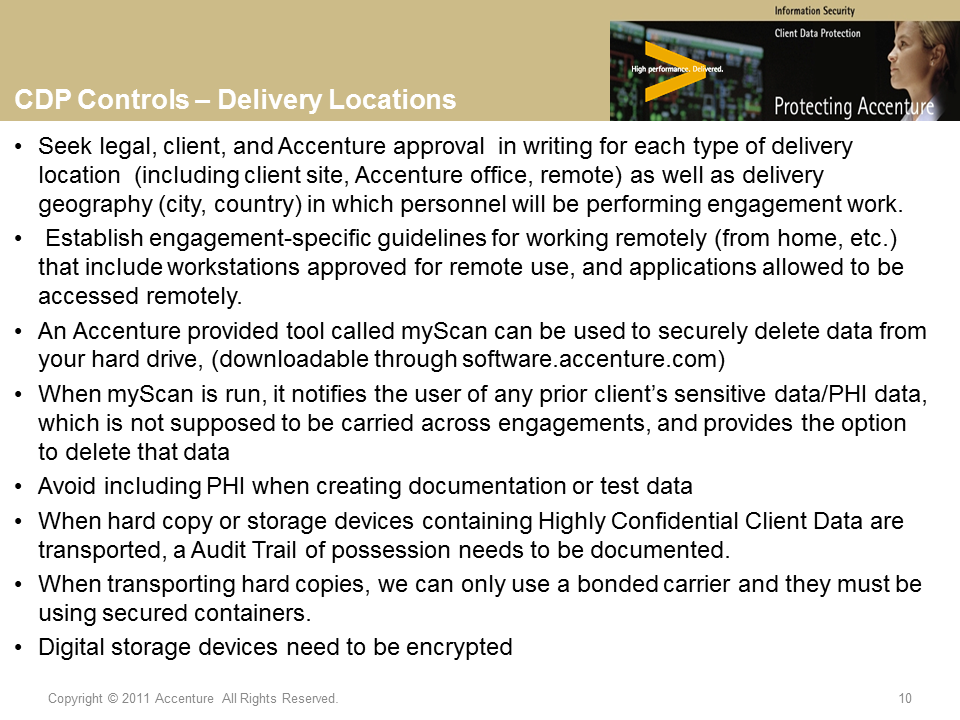 Information Security
Client Data Protection
High performance. Delivered.
Protecting Accenture
CDP Controls – Delivery Locations
• Seek legal, client, and Accenture approval  in writing for each type of delivery
location  (including client site, Accenture office, remote) as well as delivery
geography (city, country) in which personnel will be performing engagement work.
•  Establish engagement-specific guidelines for working remotely (from home, etc.)
that include workstations approved for remote use, and applications allowed to be
accessed remotely.
• An Accenture provided tool called myScan can be used to securely delete data from
your hard drive, (downloadable through software.accenture.com)
• When myScan is run, it notifies the user of any prior client’s sensitive data/PHI data,
which is not supposed to be carried across engagements, and provides the option
to delete that data
• Avoid including PHI when creating documentation or test data
• When hard copy or storage devices containing Highly Confidential Client Data are
transported, a Audit Trail of possession needs to be documented.
• When transporting hard copies, we can only use a bonded carrier and they must be
using secured containers.
• Digital storage devices need to be encrypted
Copyright © 2011 Accenture  All Rights Reserved.
10